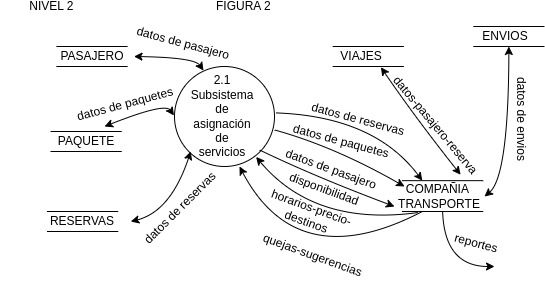 NIVEL 2
FIGURA 2
ENVIOS
datos de pasajero
PASAJERO
VIAJES
2.1
Subsistema
de
asignación
de
servicios
datos de paquetes
datos-pasajero-reserva
datos de envios
datos de reservas
PAQUETE
datos de paquetes
datos de pasajero
disponibilidad
COMPAÑIA
TRANSPORTE
horarios-precio-
destinos
RESERVAS
datos de reservas
quejas-sugerencias
reportes